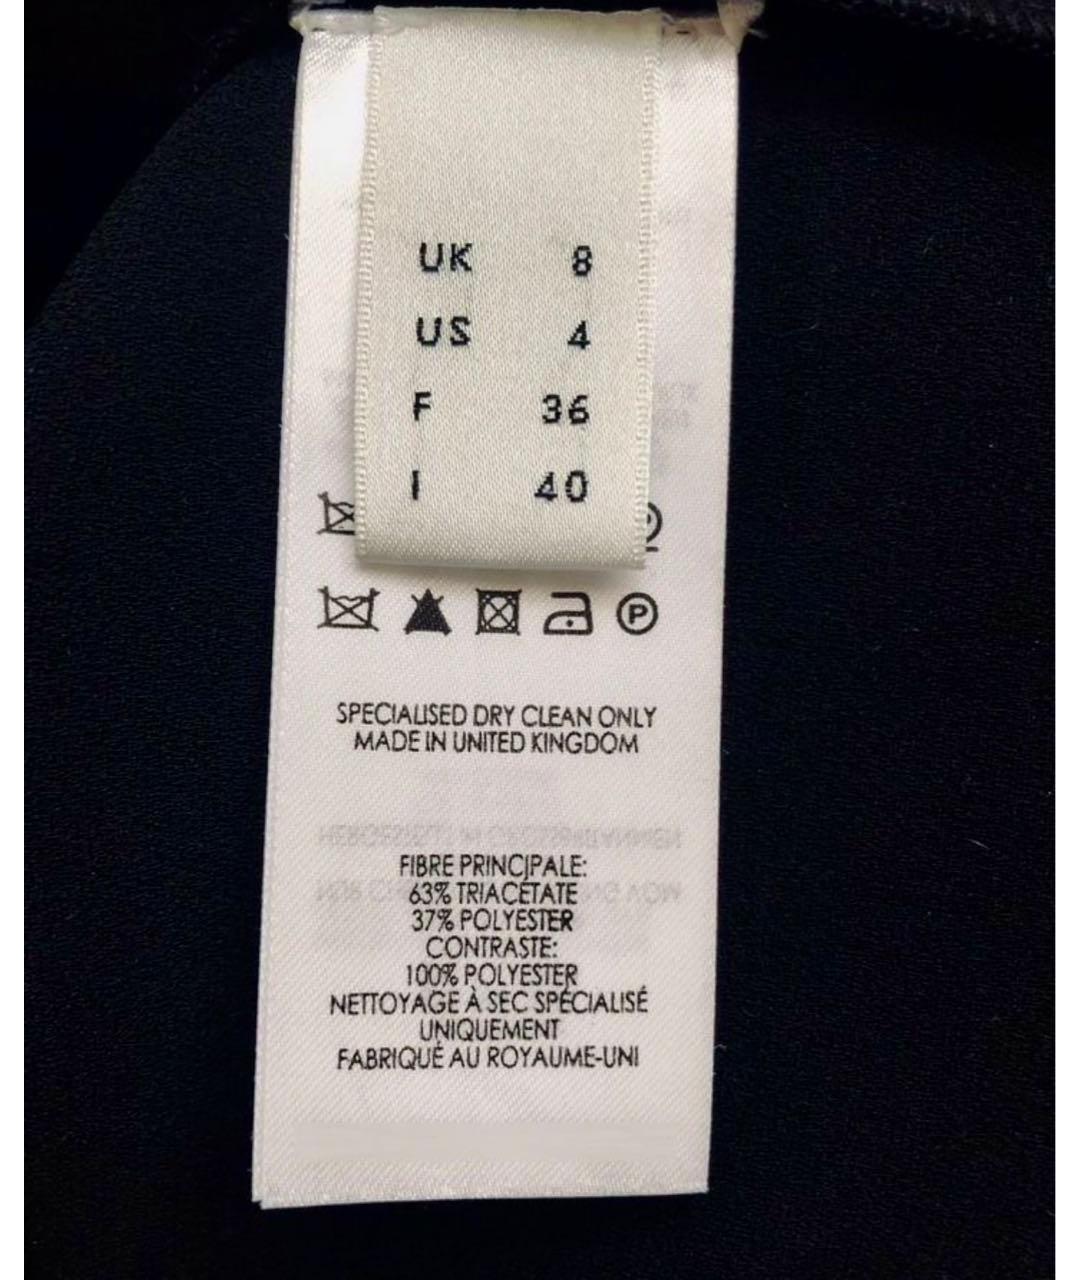 UK 8
US 4
F 36
I 40
P
SPECIALISED DRY CLEAN ONLY
MADE IN UNITED KINGDOM
FIBRE PRINCIPALE:
63% TRIACÉTATE
37% POLYESTER
CONTRASTE:
100% POLYESTER
NETTOYAGE À SEC SPÉCIALISÉ
UNIQUEMENT
FABRIQUÉ AU ROYAUME-UNI